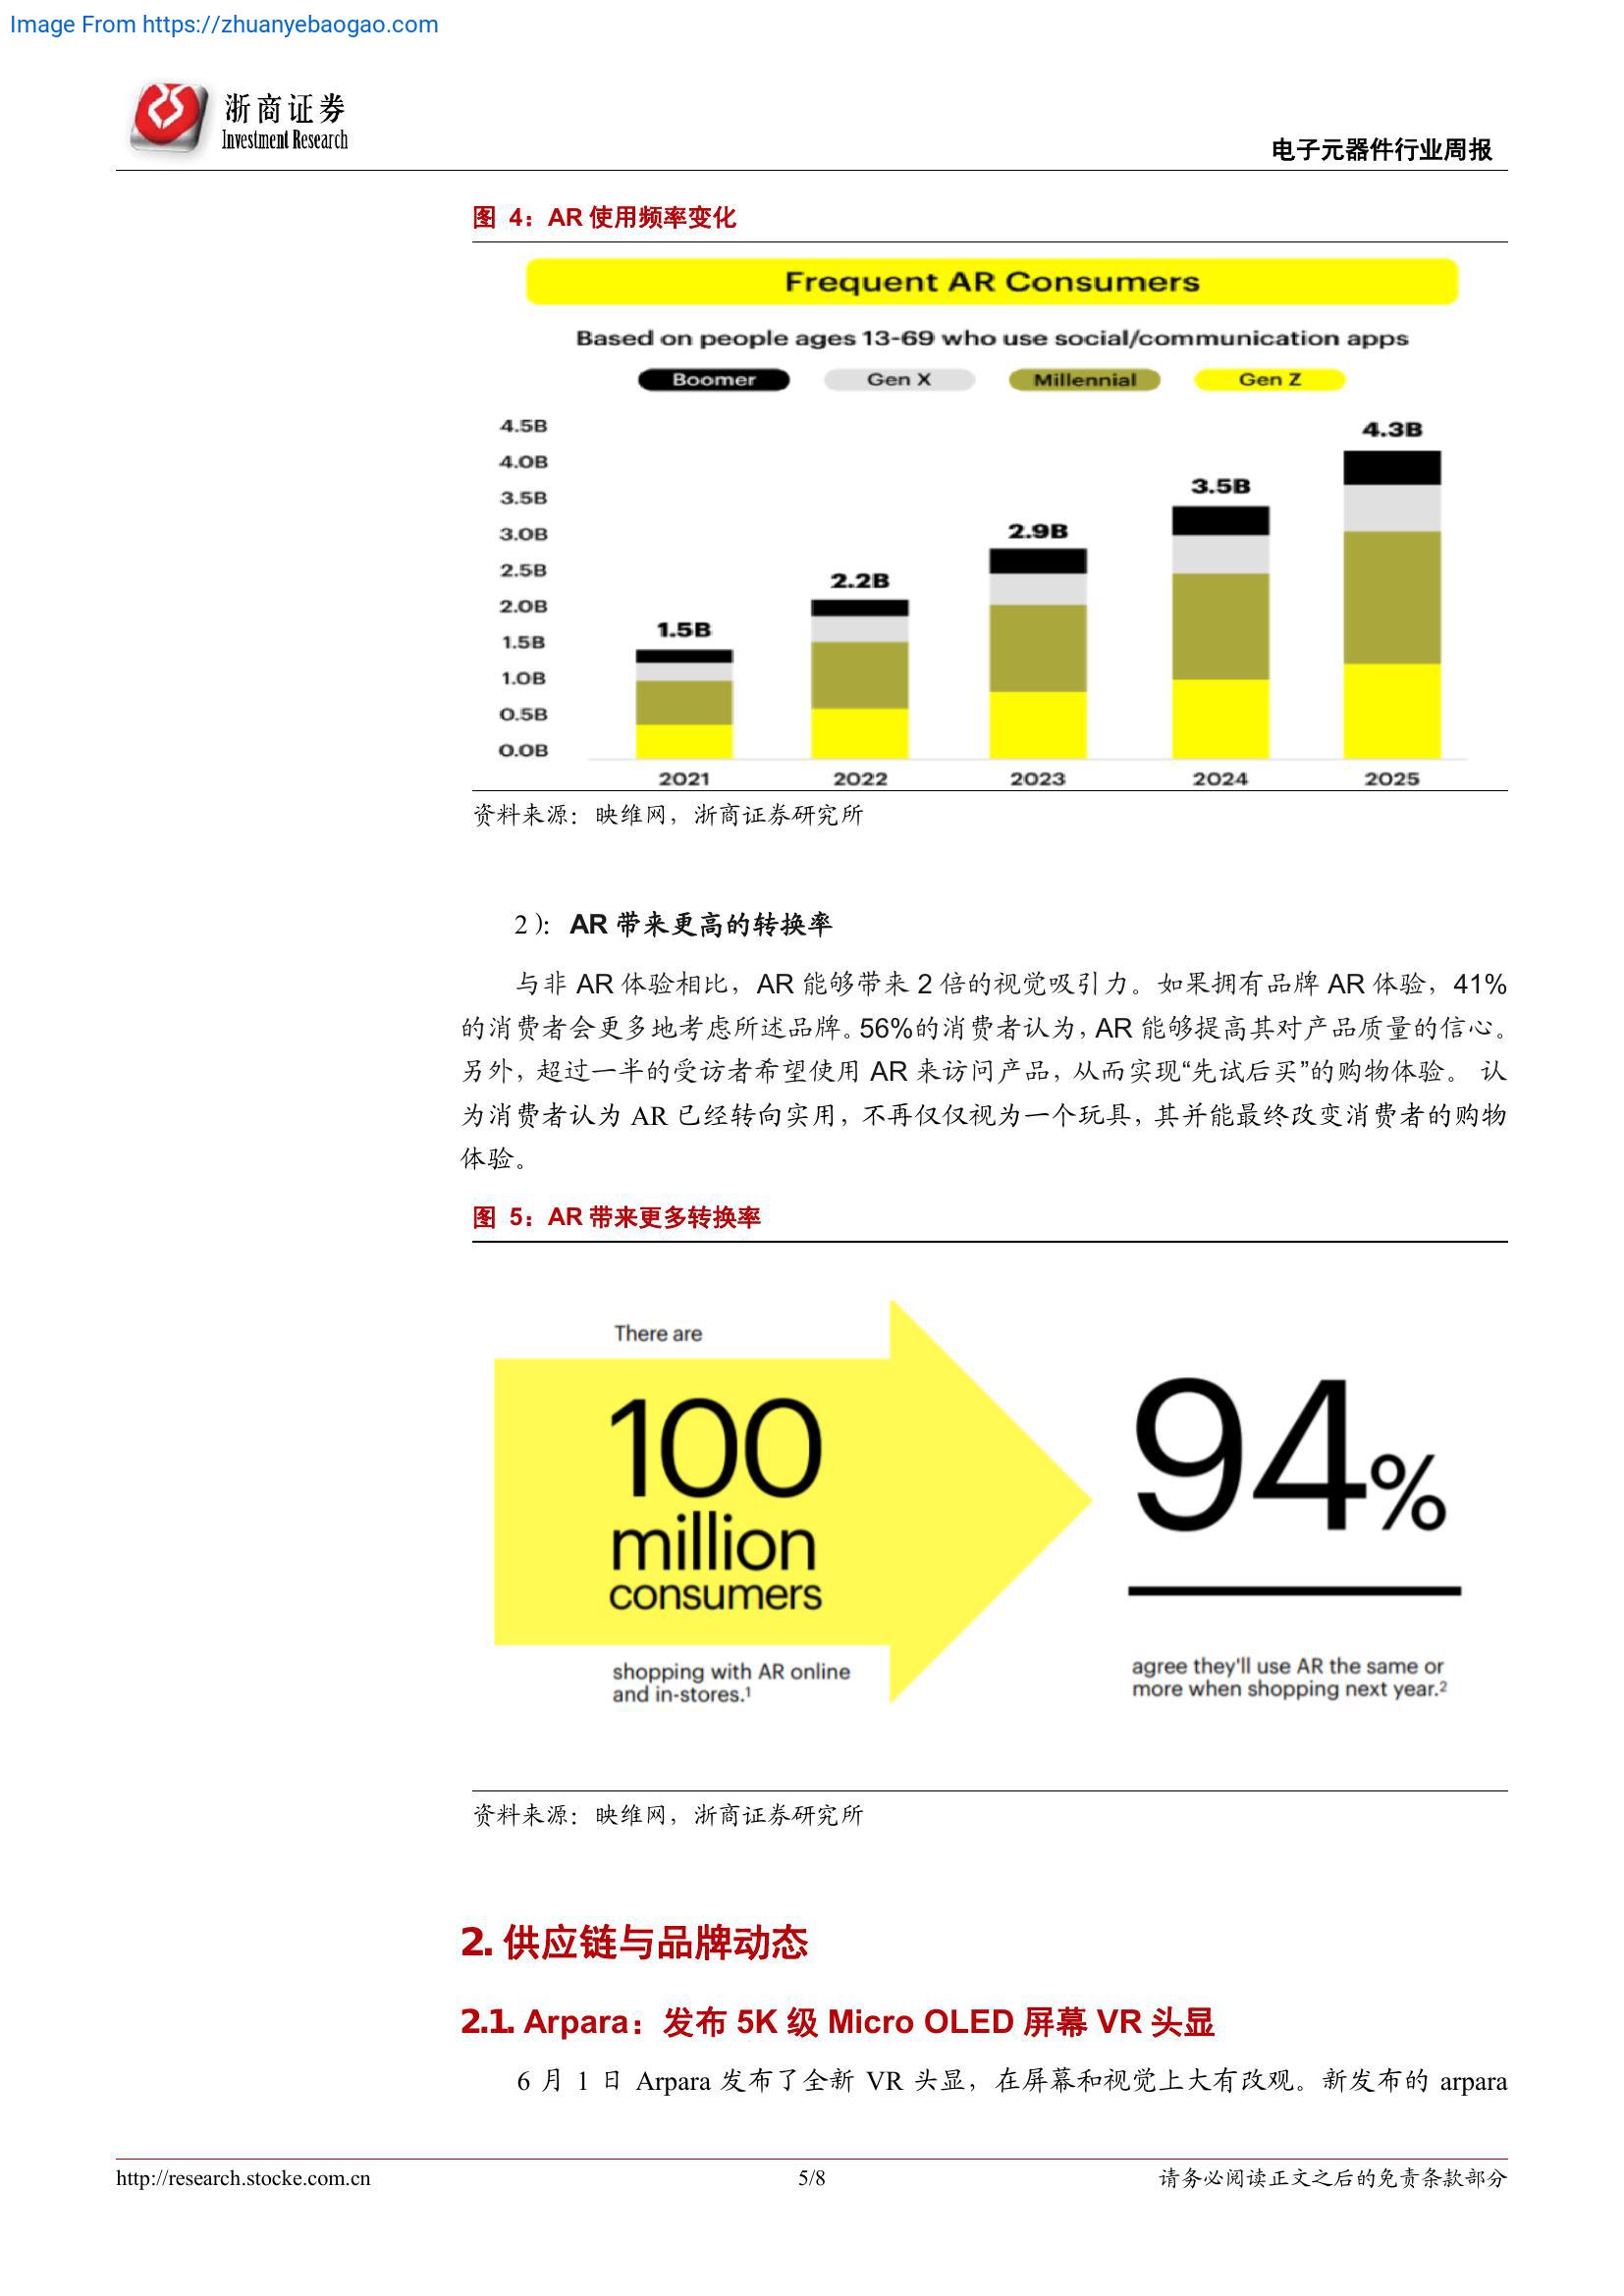 Image From https://zhuanyebaogao.com
浙商证券
Investment Research
电子元器件行业周报
图 4：AR 使用频率变化
Frequent AR Consumers
Based on people ages 13-69 who use social/communication apps
Boomer Gen X Millennial Gen Z
4.5B
4.0B
3.5B
3.0B
2.5B
2.0B
1.5B
1.0B
0.5B
0.0B
1.5B
2.2B
2.9B
3.5B
4.3B
2021 2022 2023 2024 2025
资料来源：映维网，浙商证券研究所
2）：AR 带来更高的转换率
与非 AR 体验相比，AR 能够带来 2 倍的视觉吸引力。如果拥有品牌 AR 体验，41%
的消费者会更多地考虑所述品牌。56%的消费者认为，AR 能够提高其对产品质量的信心。
另外，超过一半的受访者希望使用 AR 来访问产品，从而实现“先试后买”的购物体验。 认
为消费者认为 AR 已经转向实用，不再仅仅视为一个玩具，其并能最终改变消费者的购物
体验。
图 5：AR 带来更多转换率
There are
100
million
consumers
shopping with AR online
and in-stores.¹
94%
agree they'll use AR the same or
more when shopping next year.²
资料来源：映维网，浙商证券研究所
2. 供应链与品牌动态
2.1. Arpara：发布 5K 级 Micro OLED 屏幕 VR 头显
6 月 1 日 Arpara 发布了全新 VR 头显，在屏幕和视觉上大有改观。新发布的 arpara
http://research.stocke.com.cn 5/8 请务必阅读正文之后的免责条款部分